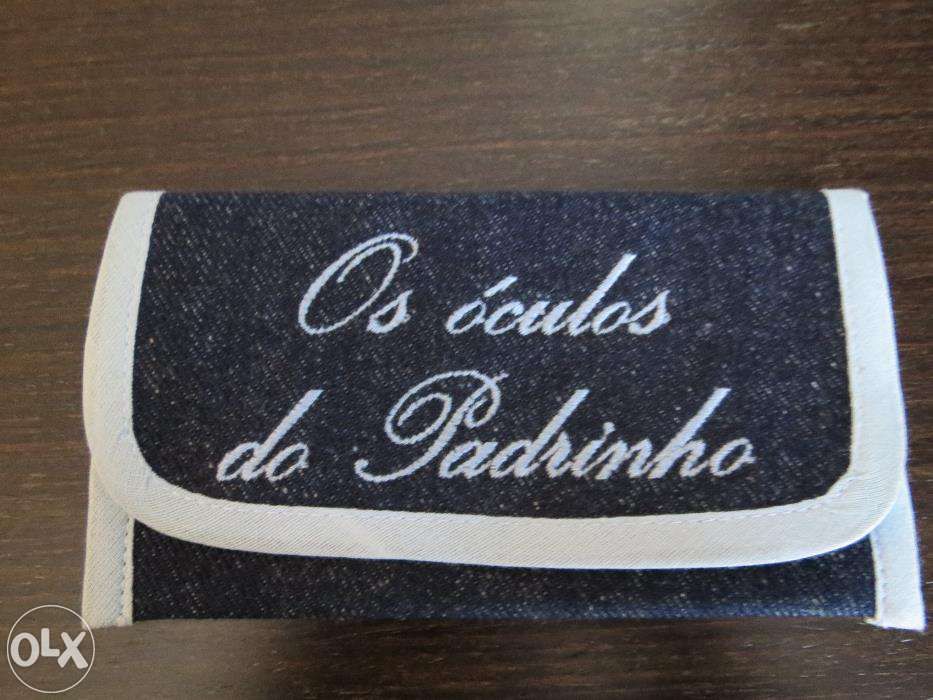 Os óculos
do Padrinho
OLX